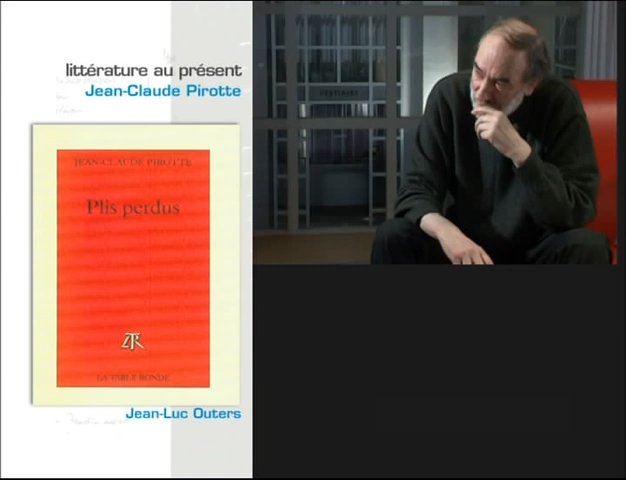 littérature au présent
Jean-Claude Pirotte
JEAN-CLAUDE PIROTTE
Plis perdus
LA TABLE RONDE
Jean-Luc Outers